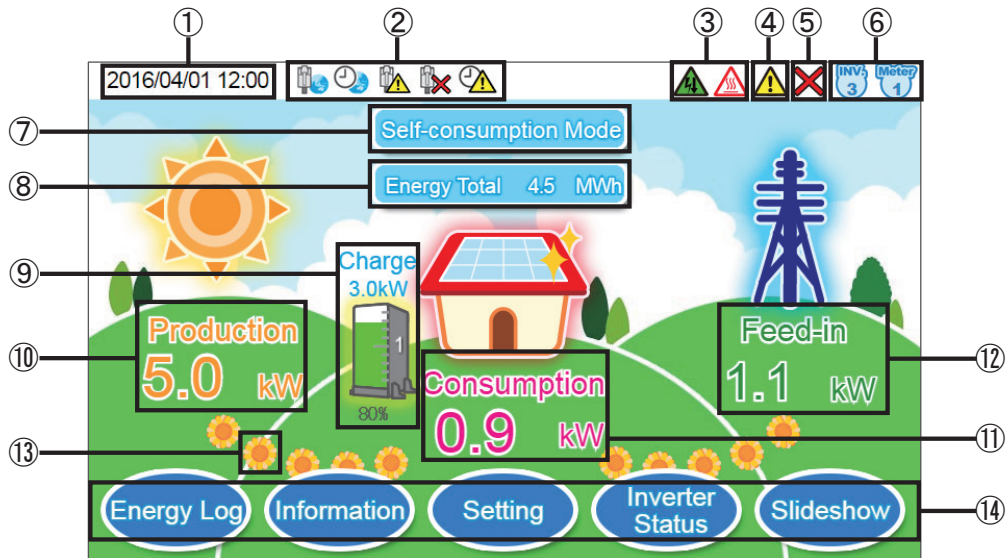 ① ② ③ ④ ⑤ ⑥
2016/04/01 12:00
INV. Meter
3 1
⑦ Self-consumption Mode
⑧ Energy Total 4.5 MWh
⑨ Charge
3.0kW
1
80%
⑩ Production
5.0 kW
Feed-in ⑫
1.1 kW
Consumption
0.9 kW ⑪
⑬
Energy Log Information Setting Inverter Status Slideshow ⑭